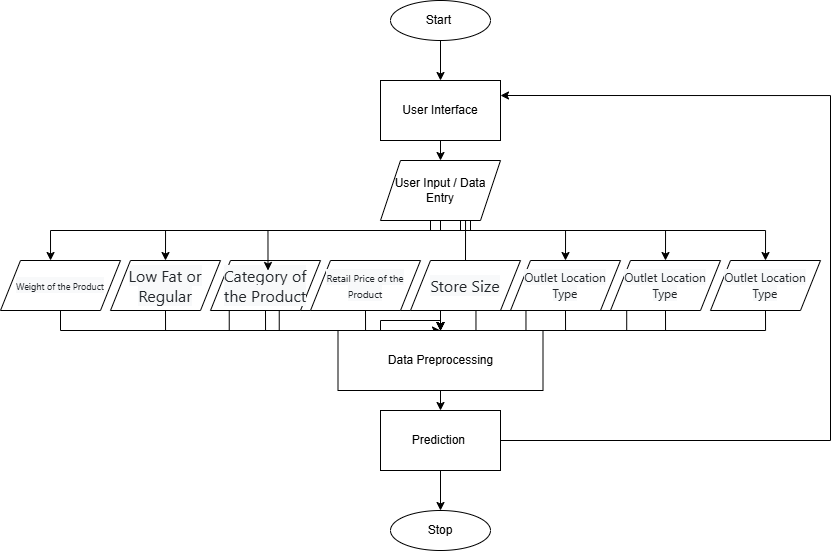 Start
User Interface
User Input / Data
Entry
Weight of the Product
Low Fat or
Regular
Category of
the Product
Retail Price of the
Product
Store Size
Outlet Location
Type
Outlet Location
Type
Outlet Location
Type
Data Preprocessing
Prediction
Stop